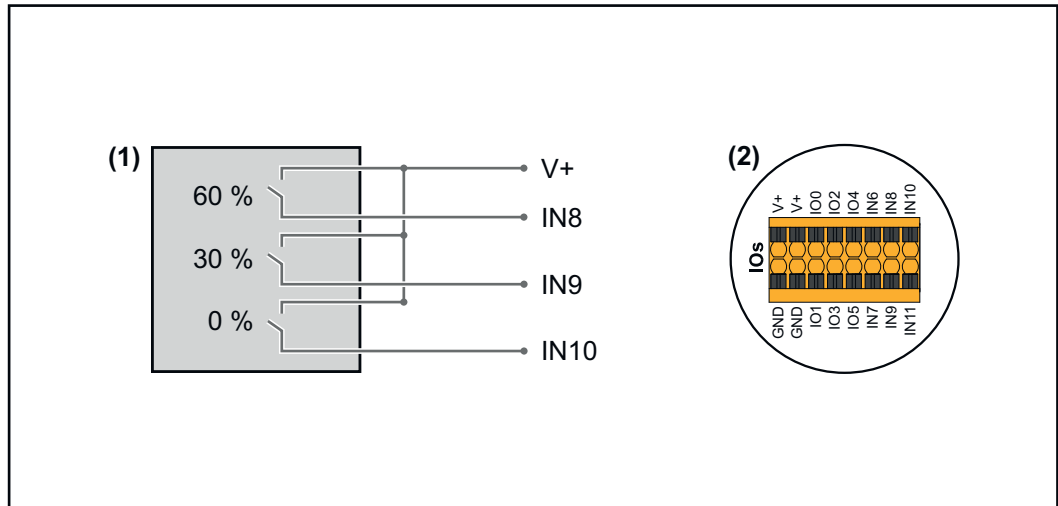 (1)
60 %
30 %
0 %
V+
IN8
IN9
IN10
(2)
IOs
V+
V+
IO0
IO2
IO4
IN6
IN8
IN10
GND
GND
IO1
IO3
IO5
IN7
IN9
IN11